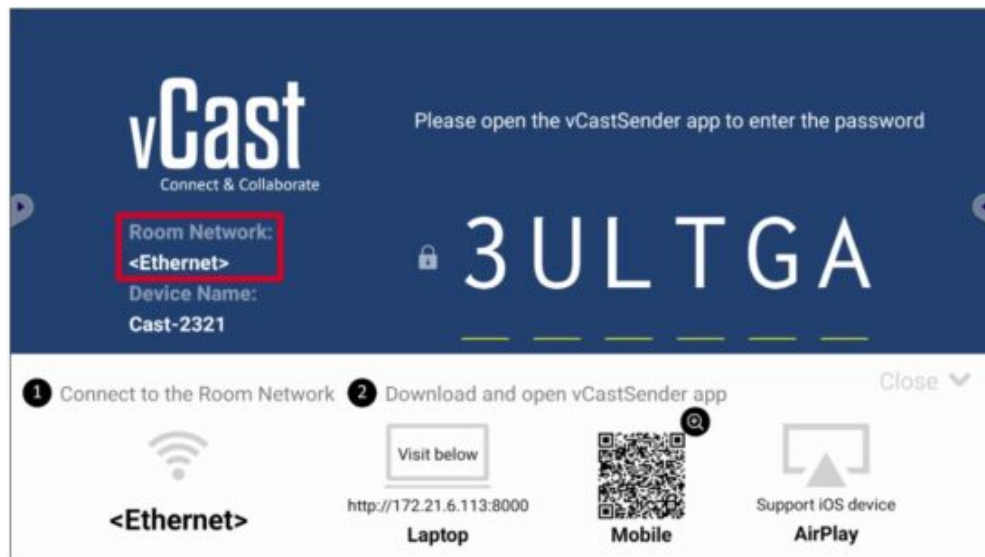 vCast
Connect & Collaborate
Please open the vCastSender app to enter the password
Room Network:
<Ethernet>
Device Name:
Cast-2321
3ULTGA
1 Connect to the Room Network
2 Download and open vCastSender app
Close
<Ethernet>
Visit below
http://172.21.6.113:8000
Laptop
Mobile
Support iOS device
AirPlay